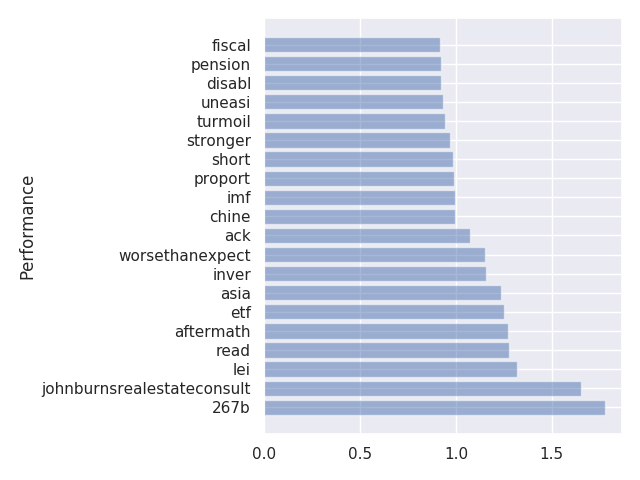 Performance
fiscal
pension
disabl
uneasi
turmoil
stronger
short
proport
imf
chine
ack
worsethanexpect
inver
asia
etf
aftermath
read
lei
johnburnsrealestateconsult
267b
0.0 0.5 1.0 1.5